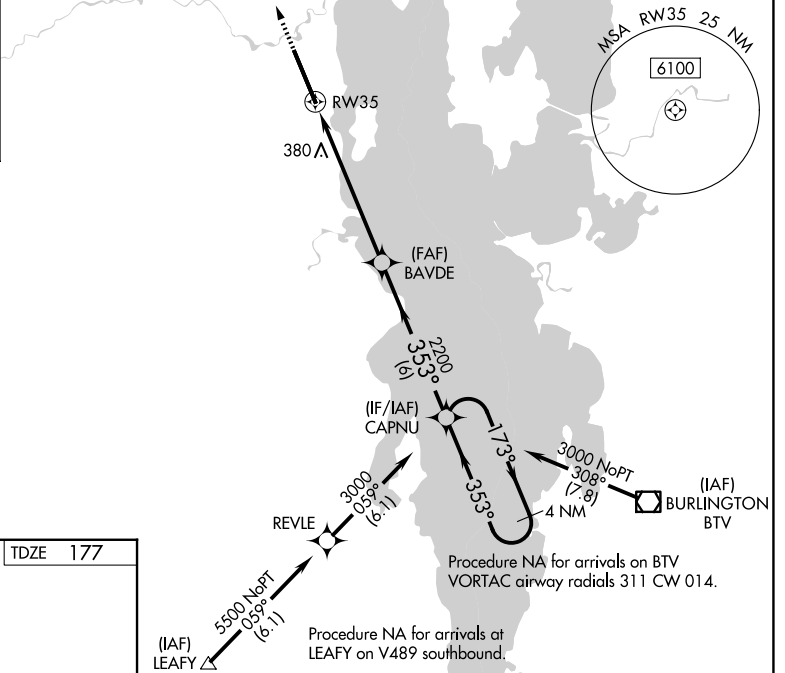 MSA RW35 25 NM
6100
RW35
380
(FAF)
BAVDE
2200
353°
(6)
(IF/IAF)
CAPNU
173°
353°
4 NM
3000 NoPT
308°
(7.8)
(IAF)
BURLINGTON
BTV
3000
059°
(6.1)
REVLE
Procedure NA for arrivals on BTV
VORTAC airway radials 311 CW 014.
TDZE 177
5500 NoPT
059°
(6.1)
(IAF)
LEAFY
Procedure NA for arrivals at
LEAFY on V489 southbound.